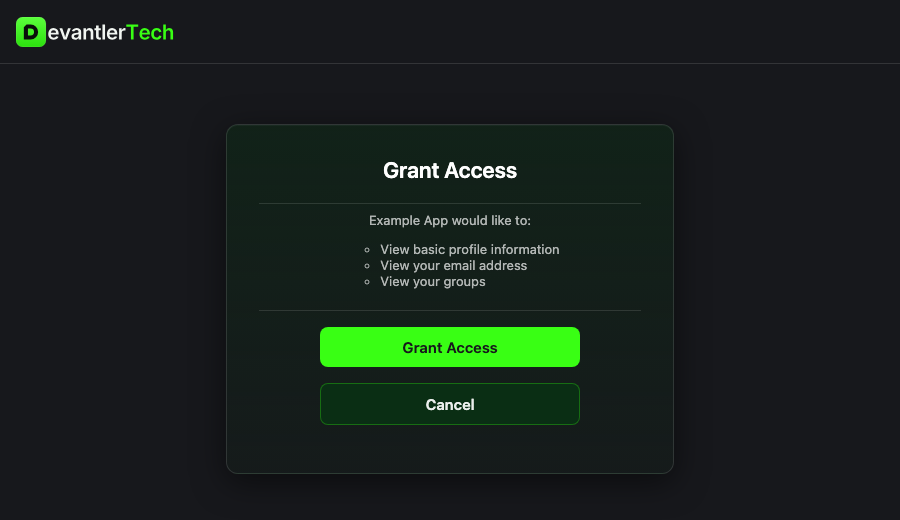 DevantlerTech
Grant Access
Example App would like to:
View basic profile information
View your email address
View your groups
Grant Access
Cancel